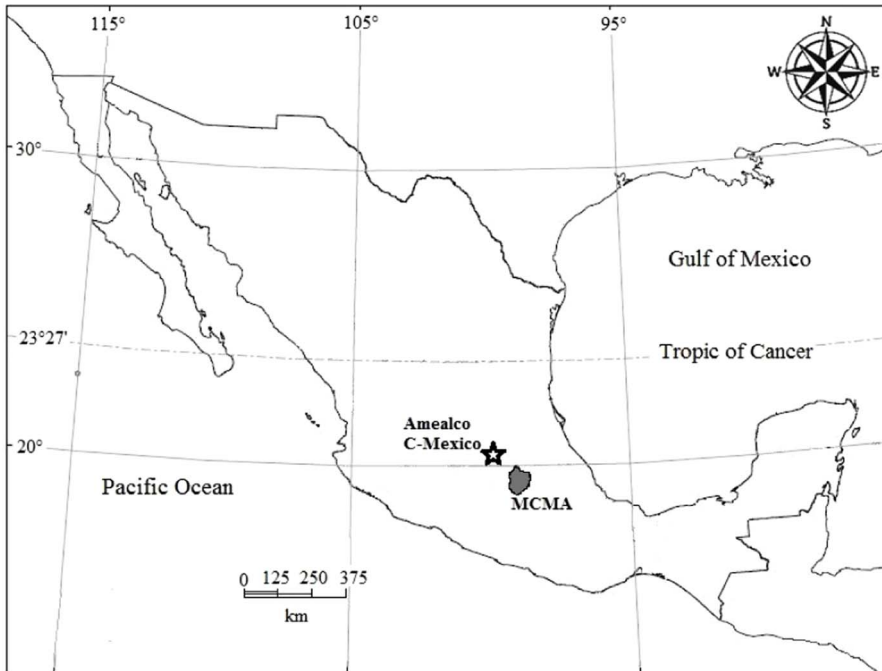 115°
105°
95°
N
W
E
S
30°
Gulf of Mexico
23°27'
Tropic of Cancer
Amealco
C-Mexico
20°
Pacific Ocean
MCMA
0 125 250 375
km